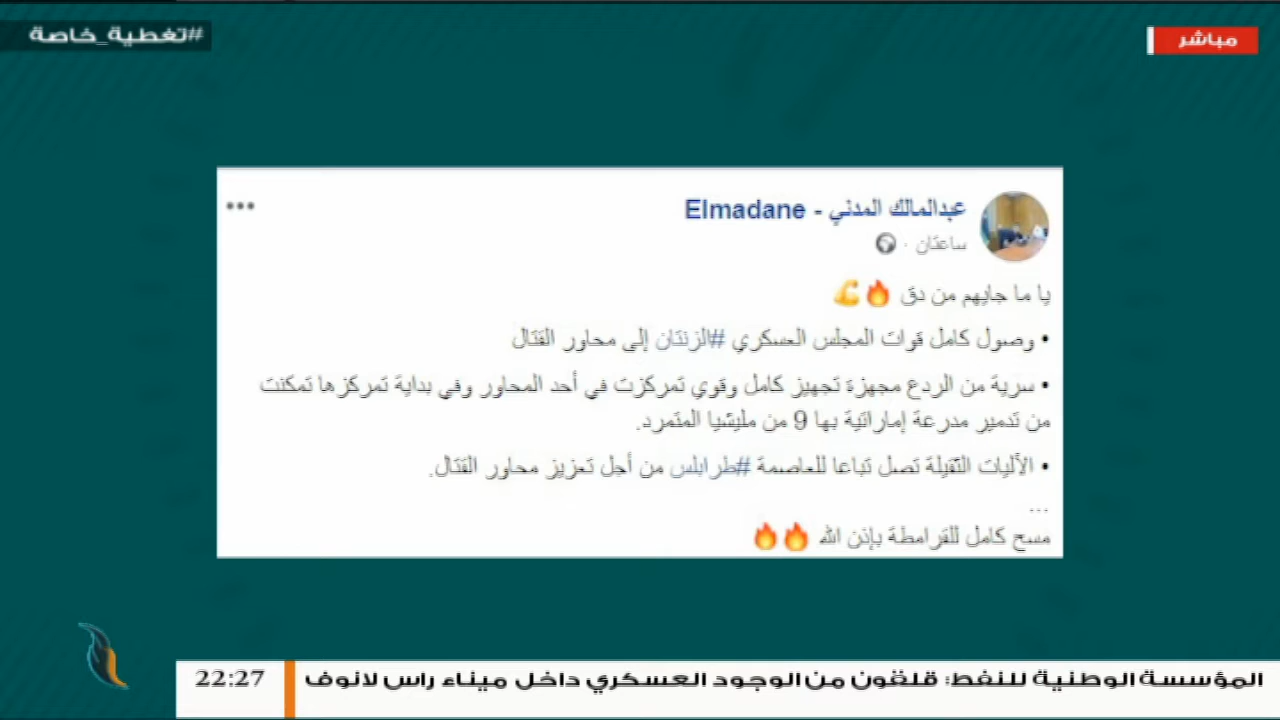 #تغطية_خاصة
مباشر
عبدالمالك المدني - Elmadane
ساعتان ·
يا ما جايهم من دق 🔥💪
• وصول كامل قوات المجلس العسكري #الزنتان إلى محاور القتال
• سرية من الردع مجهزة تجهيز كامل وقوي تمركزت في أحد المحاور وفي بداية تمركزها تمكنت
من تدمير مدرعة إماراتية بها 9 من مليشيا المتمرد.
• الأليات الثقيلة تصل تباعا للعاصمة #طرابلس من أجل تعزيز محاور القتال.
...
مسح كامل للقرامطة بإذن الله 🔥🔥
المؤسسة الوطنية للنفط: قلقون من الوجود العسكري داخل ميناء راس لانوف
22:27